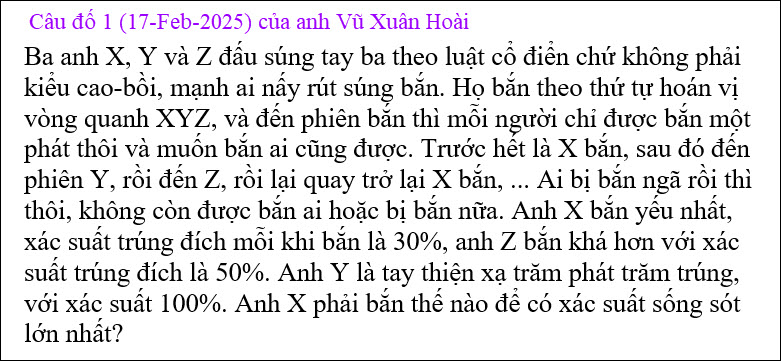 Câu đố 1 (17-Feb-2025) của anh Vũ Xuân Hoài
Ba anh X, Y và Z đấu súng tay ba theo luật cổ điển chứ không phải
kiểu cao-bồi, mạnh ai nấy rút súng bắn. Họ bắn theo thứ tự hoán vị
vòng quanh XYZ, và đến phiên bắn thì mỗi người chỉ được bắn một
phát thôi và muốn bắn ai cũng được. Trước hết là X bắn, sau đó đến
phiên Y, rồi đến Z, rồi lại quay trở lại X bắn, ... Ai bị bắn ngã rồi thì
thôi, không còn được bắn ai hoặc bị bắn nữa. Anh X bắn yếu nhất,
xác suất trúng đích mỗi khi bắn là 30%, anh Z bắn khá hơn với xác
suất trúng đích là 50%. Anh Y là tay thiện xạ trăm phát trăm trúng,
với xác suất 100%. Anh X phải bắn thế nào để có xác suất sống sót
lớn nhất?